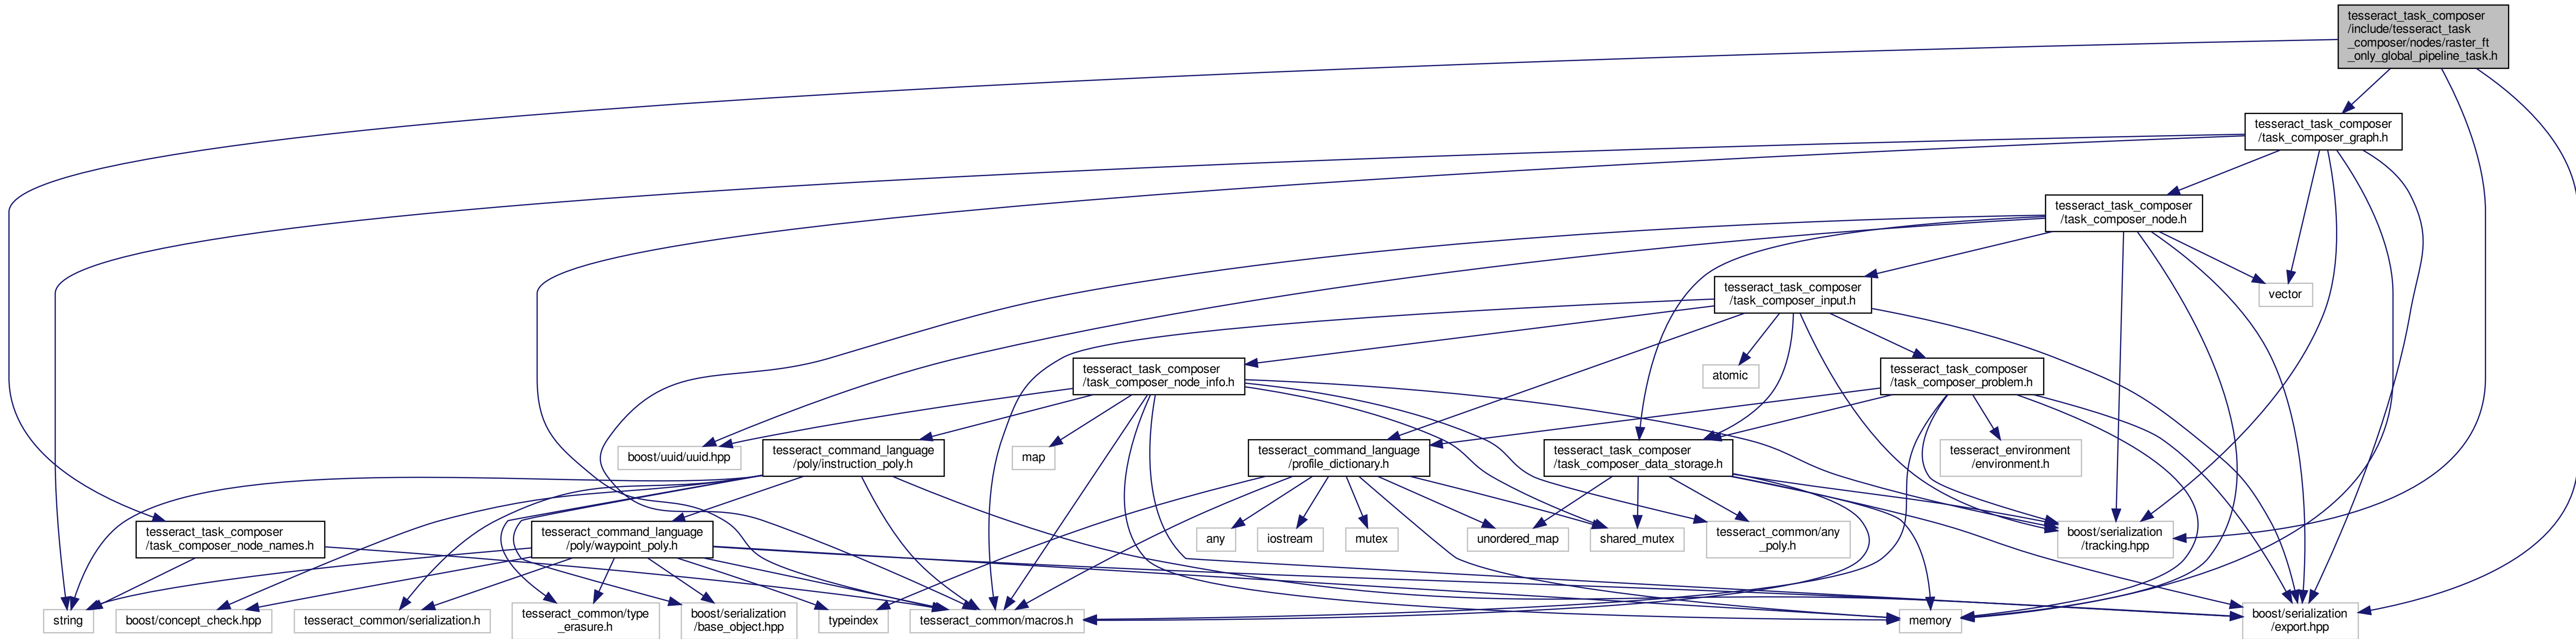 tesseract_task_composer
/include/tesseract_task
_composer/nodes/raster_ft
_only_global_pipeline_task.h
tesseract_task_composer
/task_composer_graph.h
tesseract_task_composer
/task_composer_node.h
tesseract_task_composer
/task_composer_input.h
vector
tesseract_task_composer
/task_composer_node_info.h
atomic
tesseract_task_composer
/task_composer_problem.h
boost/uuid/uuid.hpp
tesseract_command_language
/poly/instruction_poly.h
map
tesseract_command_language
/profile_dictionary.h
tesseract_task_composer
/task_composer_data_storage.h
tesseract_environment
/environment.h
tesseract_task_composer
/task_composer_node_names.h
tesseract_command_language
/poly/waypoint_poly.h
any
iostream
mutex
unordered_map
shared_mutex
tesseract_common/any
_poly.h
boost/serialization
/tracking.hpp
string
boost/concept_check.hpp
tesseract_common/serialization.h
tesseract_common/type
_erasure.h
boost/serialization
/base_object.hpp
typeindex
tesseract_common/macros.h
memory
boost/serialization
/export.hpp